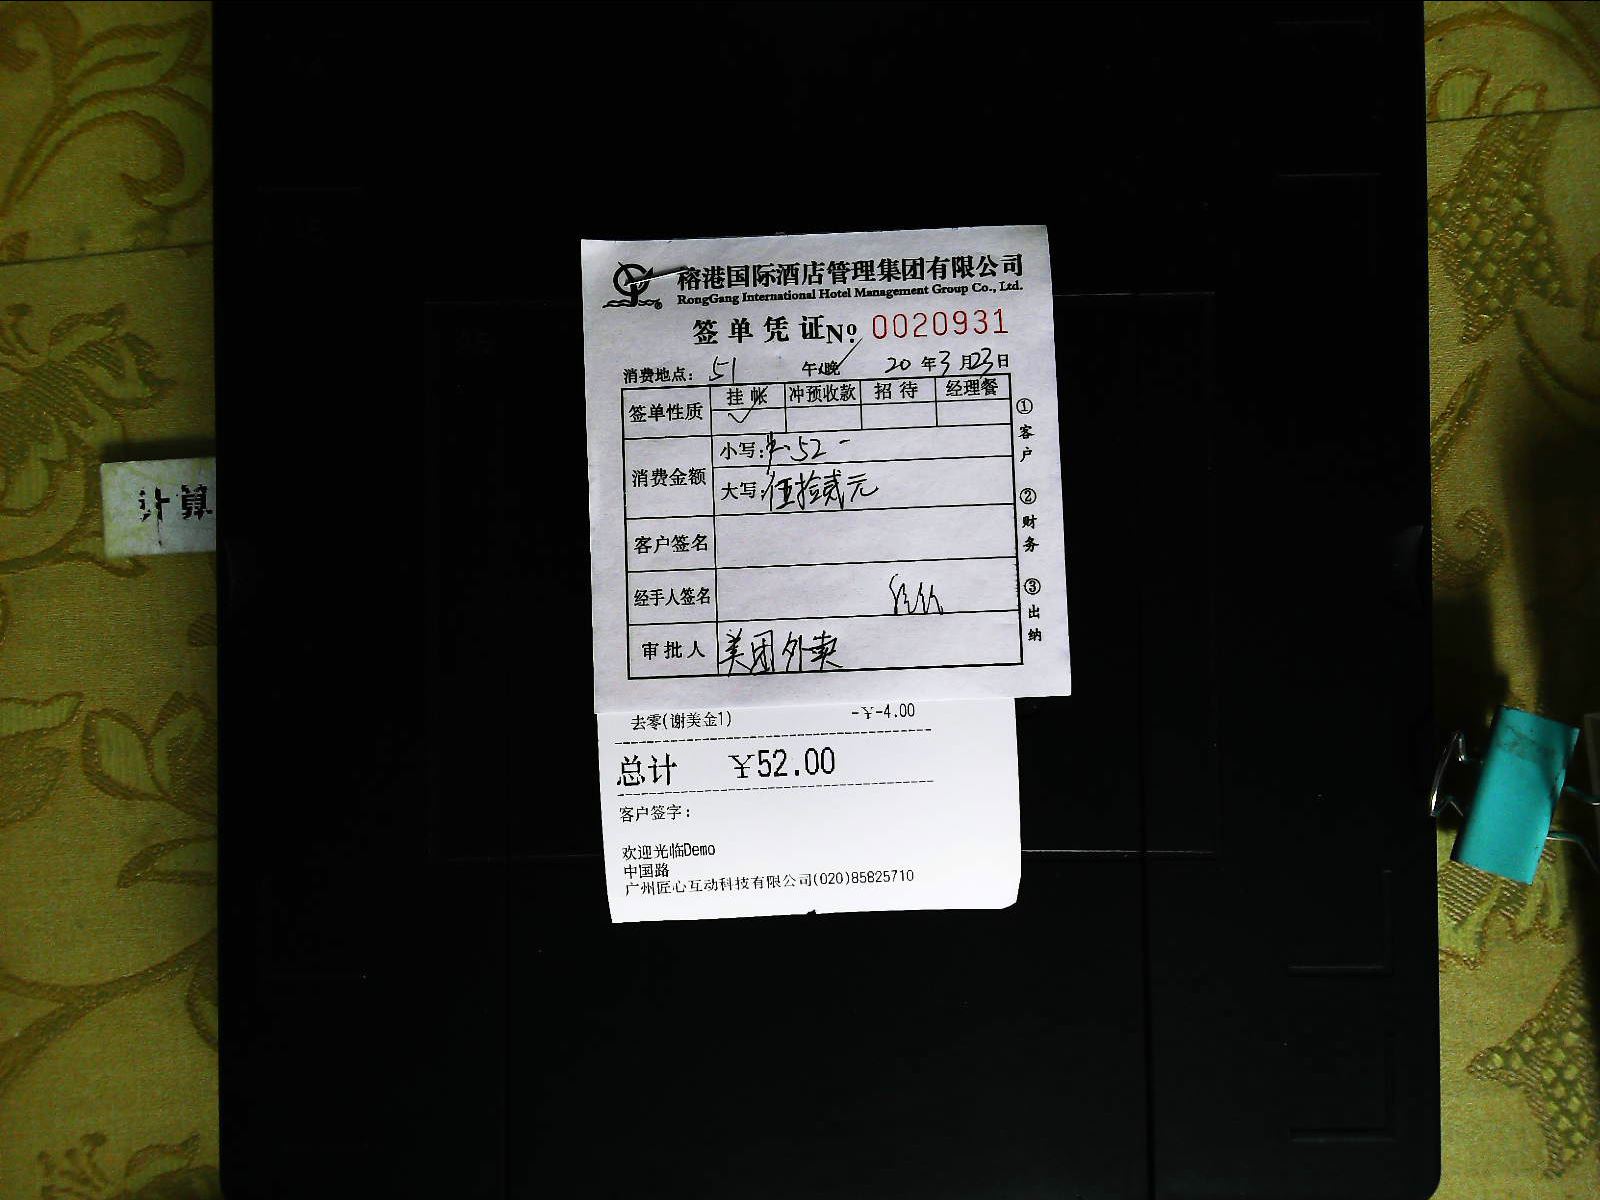 榕港国际酒店管理集团有限公司
RongGang International Hotel Management Group Co., Ltd.
签单凭证 №. 0020931
消费地点: 51 午\晚 20 年 3 月 23 日
签单性质 挂帐 冲预收款 招待 经理餐
消费金额 小写: ¥.52-
大写: 伍拾贰元
客户签名
经手人签名
审批人 美团外卖
①客户 ②财务 ③出纳
去零(谢美金1) -¥-4.00
总计 ¥52.00
客户签字:
欢迎光临Demo
中国路
广州匠心互动科技有限公司(020)85825710
计算